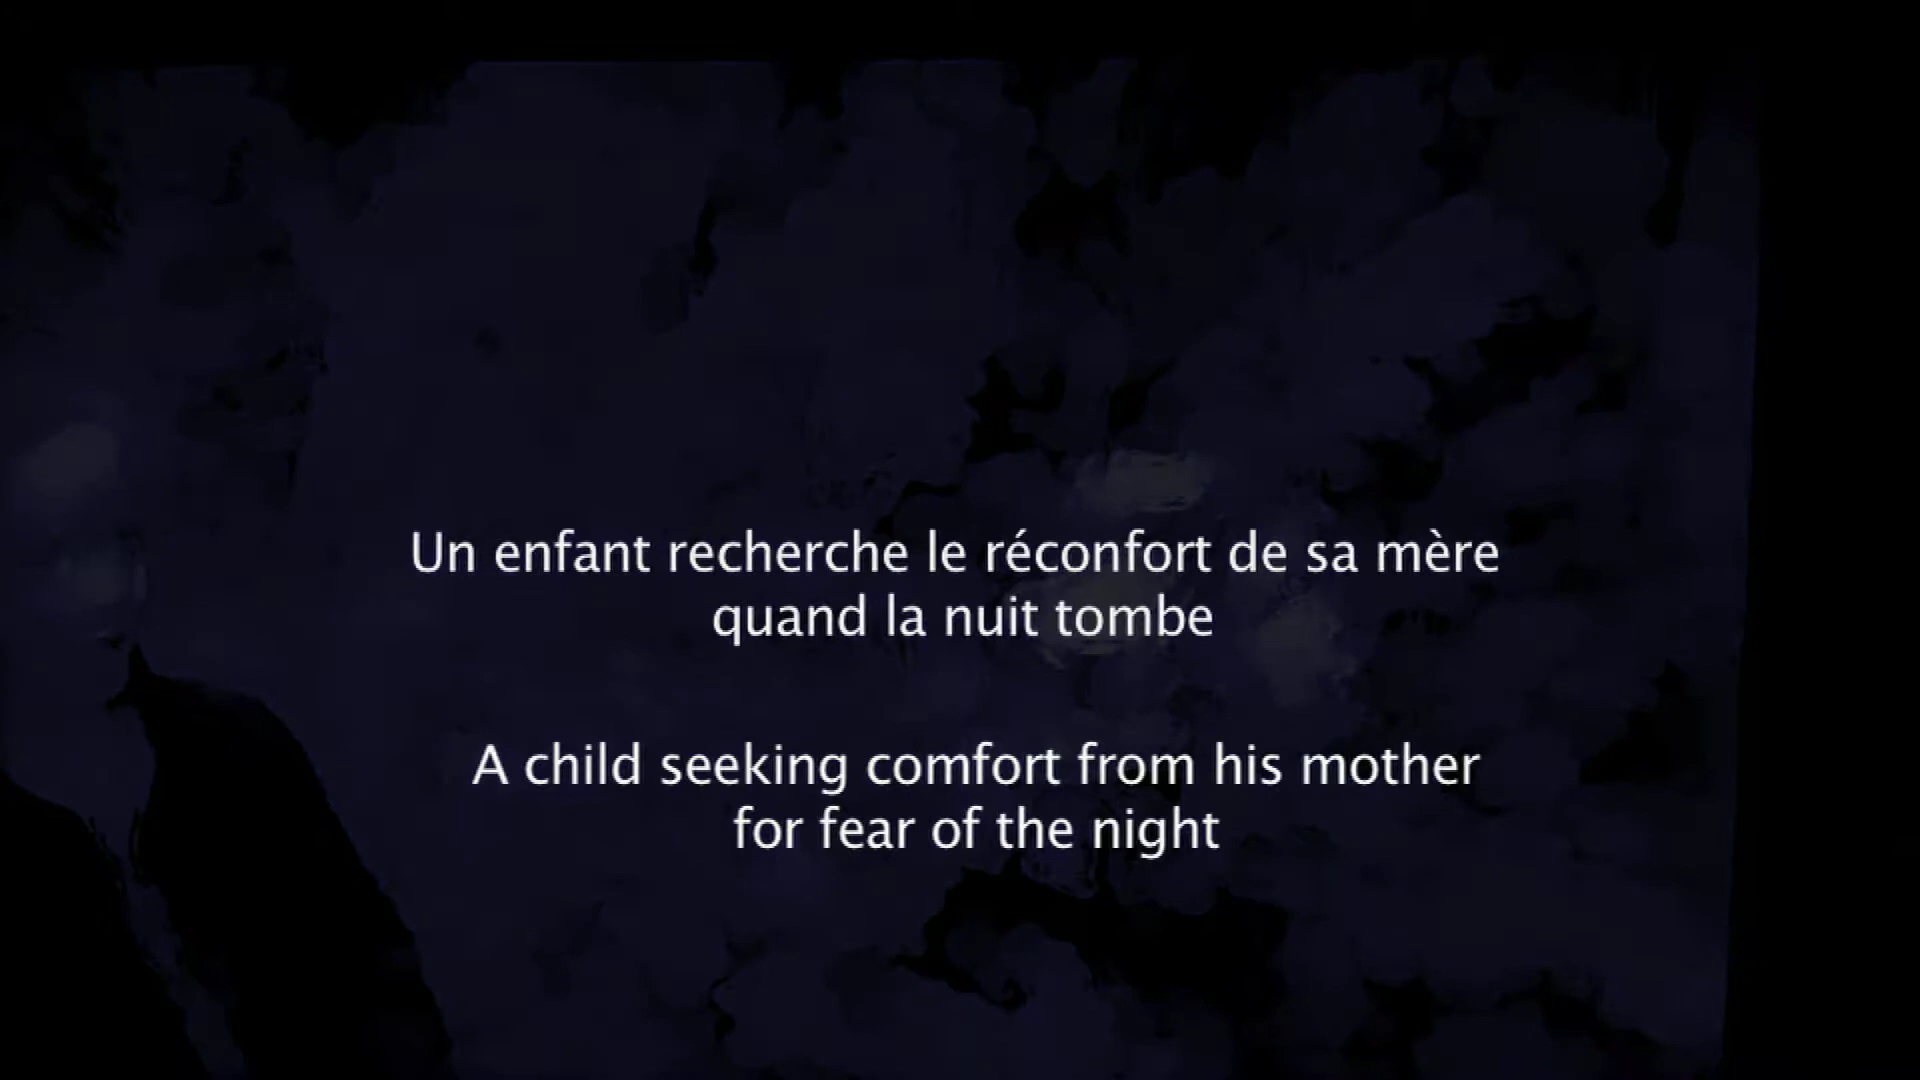 Un enfant recherche le réconfort de sa mère
quand la nuit tombe
A child seeking comfort from his mother
for fear of the night